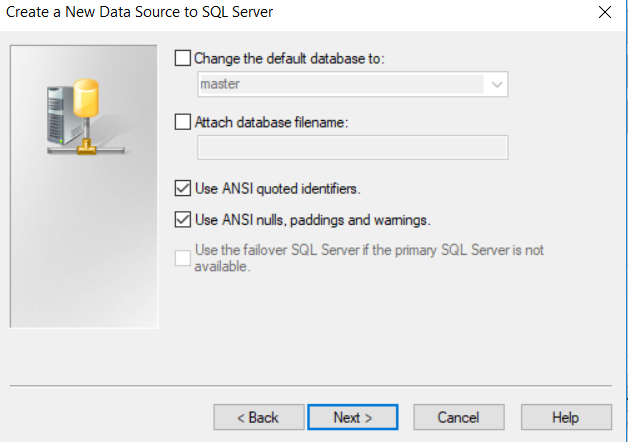 Create a New Data Source to SQL Server
Change the default database to:
master
Attach database filename:
Use ANSI quoted identifiers.
Use ANSI nulls, paddings and warnings.
Use the failover SQL Server if the primary SQL Server is not
available.
< Back
Next >
Cancel
Help